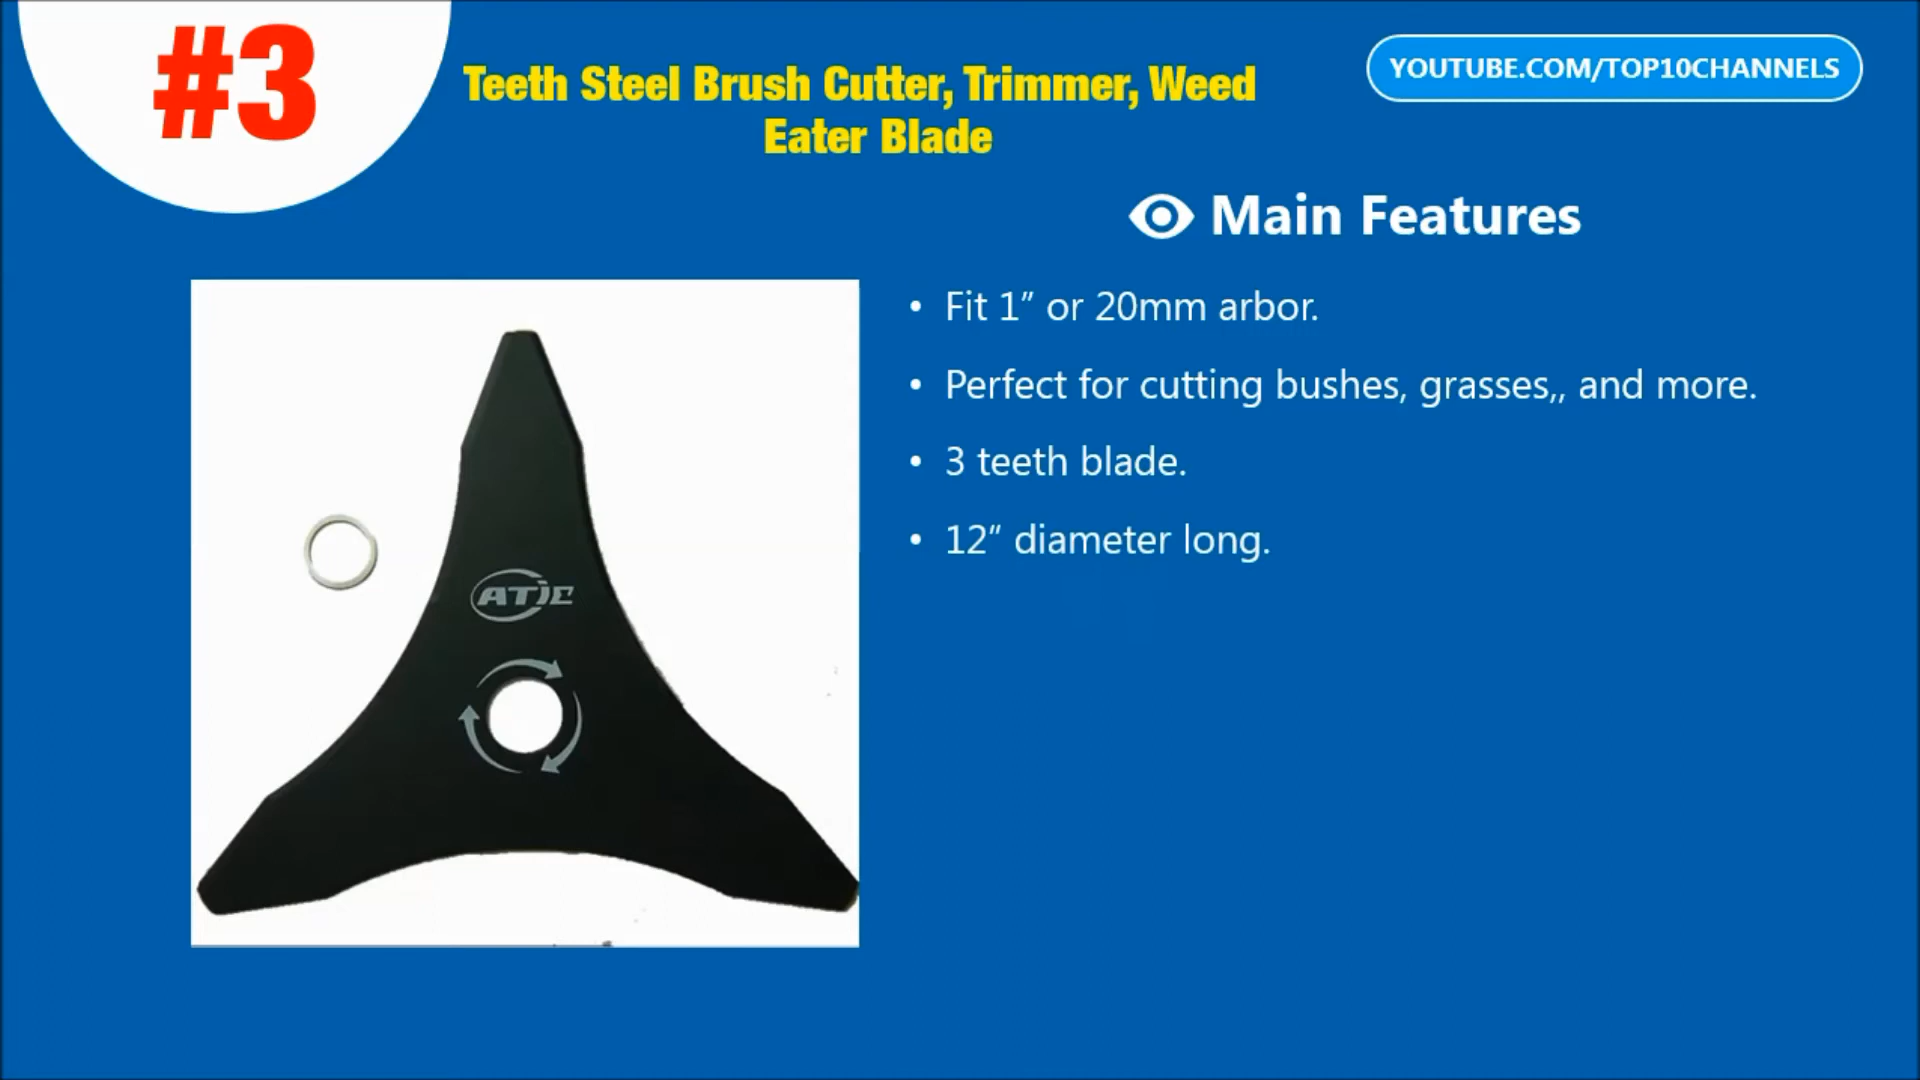 #3
Teeth Steel Brush Cutter, Trimmer, Weed
Eater Blade
YOUTUBE.COM/TOP10CHANNELS
Main Features
• Fit 1” or 20mm arbor.
• Perfect for cutting bushes, grasses,, and more.
• 3 teeth blade.
• 12” diameter long.
ATIE